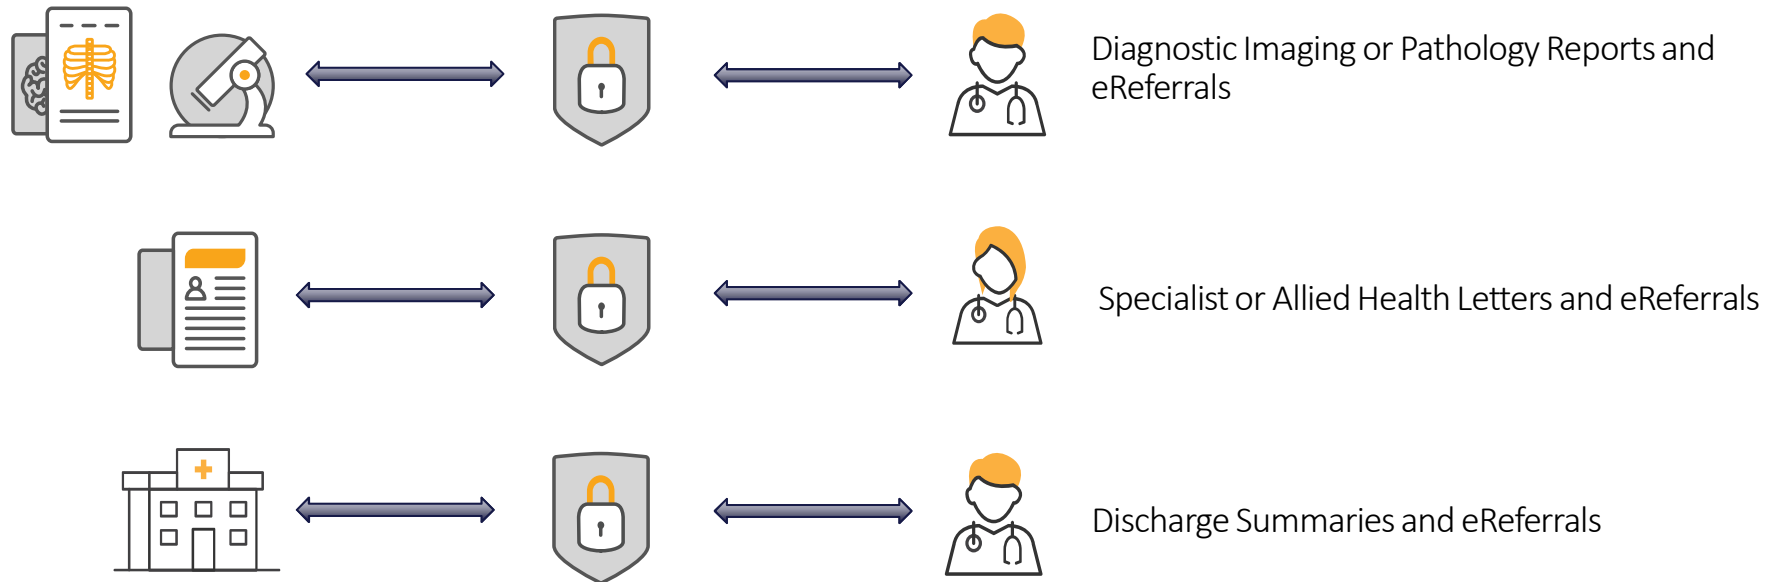 Diagnostic Imaging or Pathology Reports and
eReferrals
Specialist or Allied Health Letters and eReferrals
Discharge Summaries and eReferrals